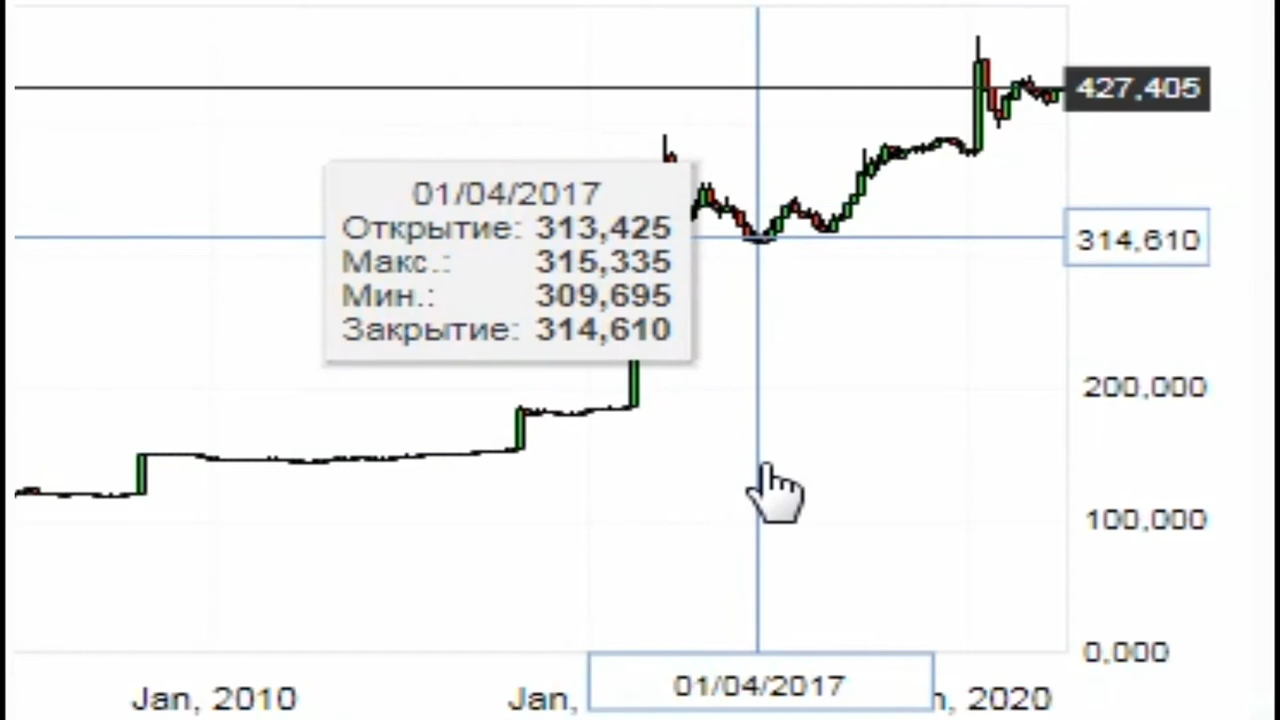 427,405
01/04/2017
Открытие: 313,425
Макс.: 315,335
Мин.: 309,695
Закрытие: 314,610
314,610
200,000
100,000
0,000
Jan, 2010
Jan,
01/04/2017
n, 2020